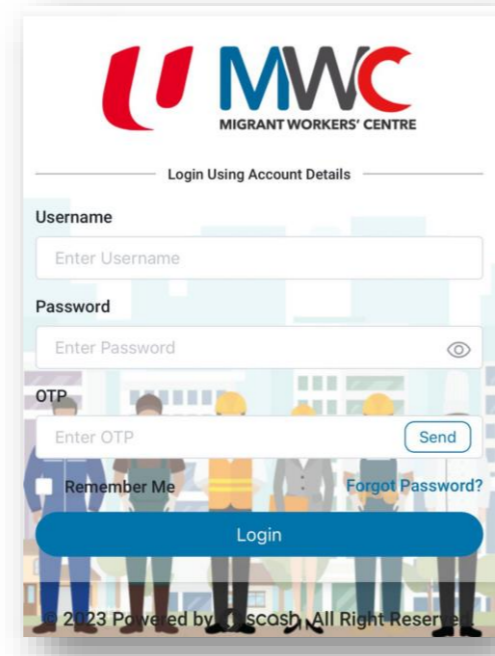 MWC
MIGRANT WORKERS' CENTRE
Login Using Account Details
Username
Enter Username
Password
Enter Password
OTP
Enter OTP
Send
Remember Me
Forgot Password?
Login
© 2023 Powered by All Right Reserved.